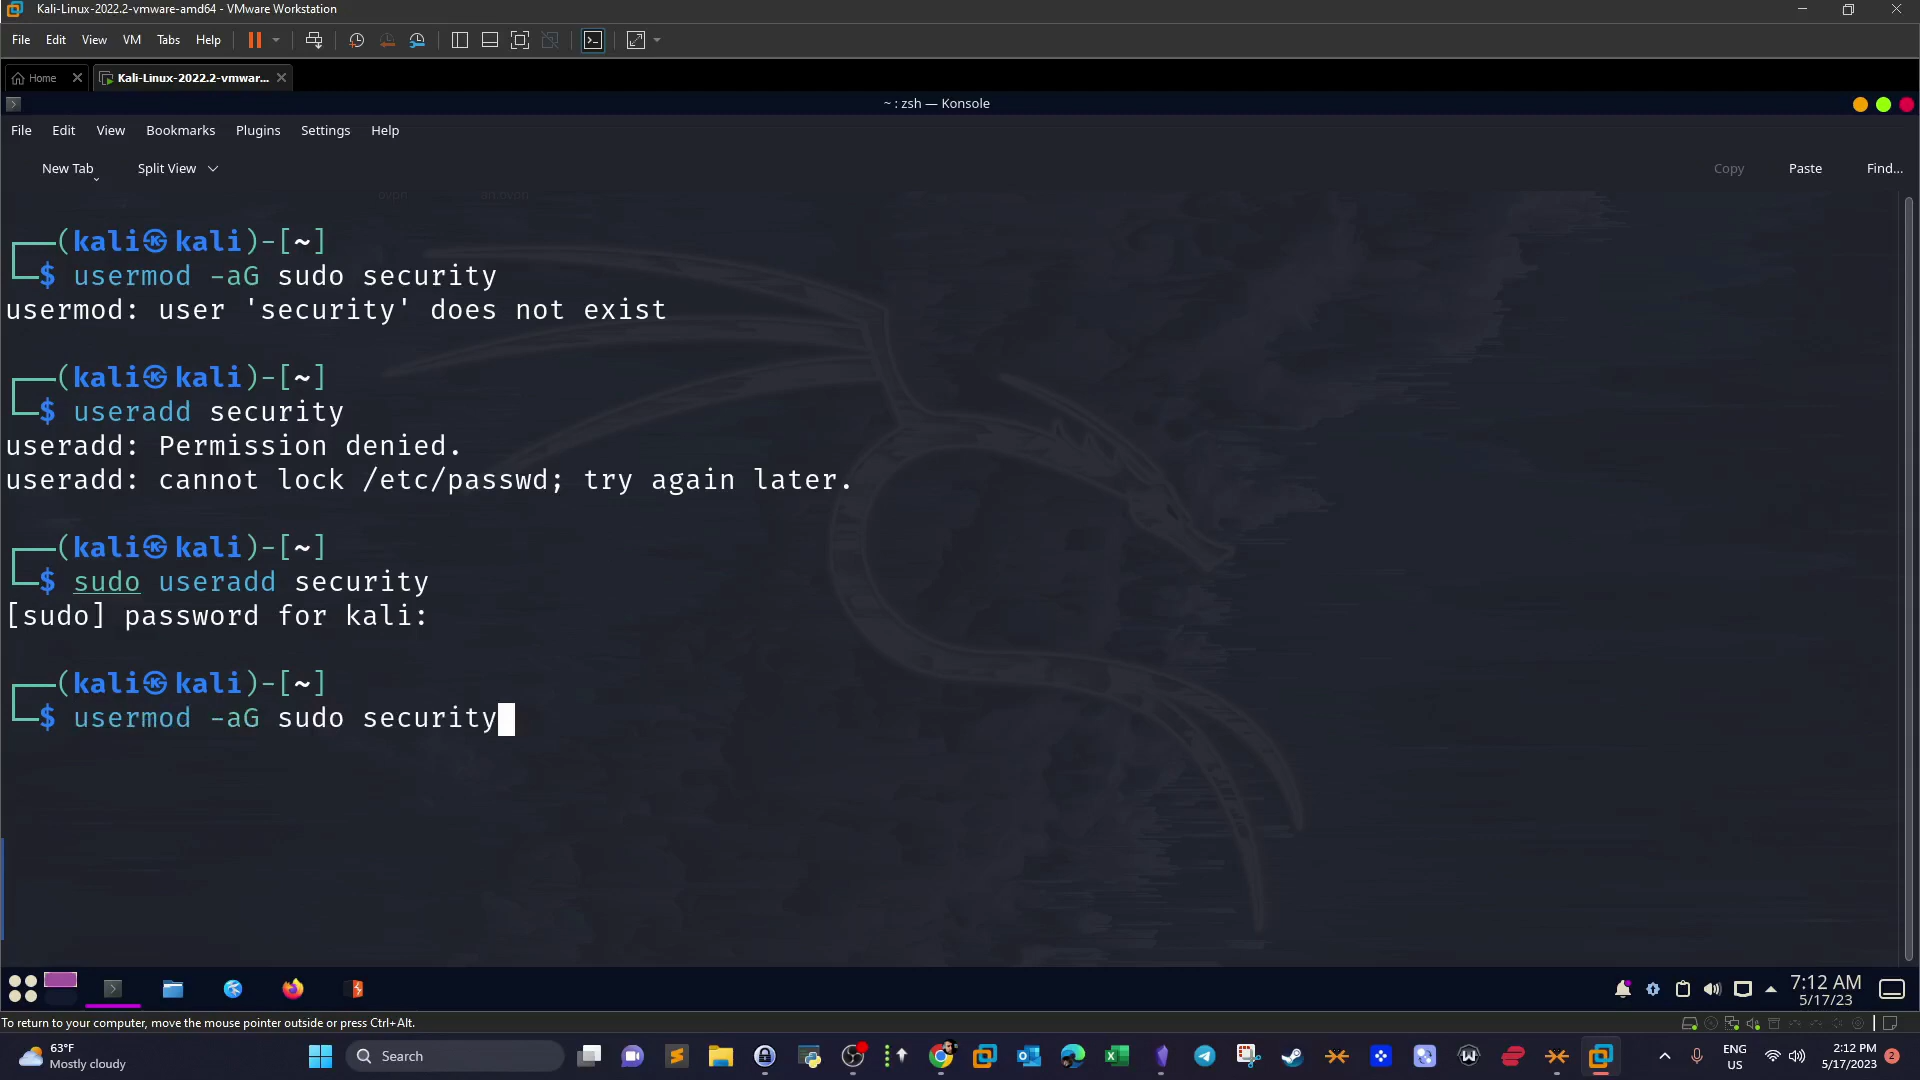 Kali-Linux-2022.2-vmware-amd64 - VMware Workstation
File Edit View VM Tabs Help
Home Kali-Linux-2022.2-vmwar...
~ : zsh — Konsole
File Edit View Bookmarks Plugins Settings Help
New Tab Split View Copy Paste Find...
(kali㉿kali)-[~]
$ usermod -aG sudo security
usermod: user 'security' does not exist
(kali㉿kali)-[~]
$ useradd security
useradd: Permission denied.
useradd: cannot lock /etc/passwd; try again later.
(kali㉿kali)-[~]
$ sudo useradd security
[sudo] password for kali:
(kali㉿kali)-[~]
$ usermod -aG sudo security
7:12 AM
5/17/23
To return to your computer, move the mouse pointer outside or press Ctrl+Alt.
63°F
Mostly cloudy
Search
ENG
US
2:12 PM
5/17/2023
2